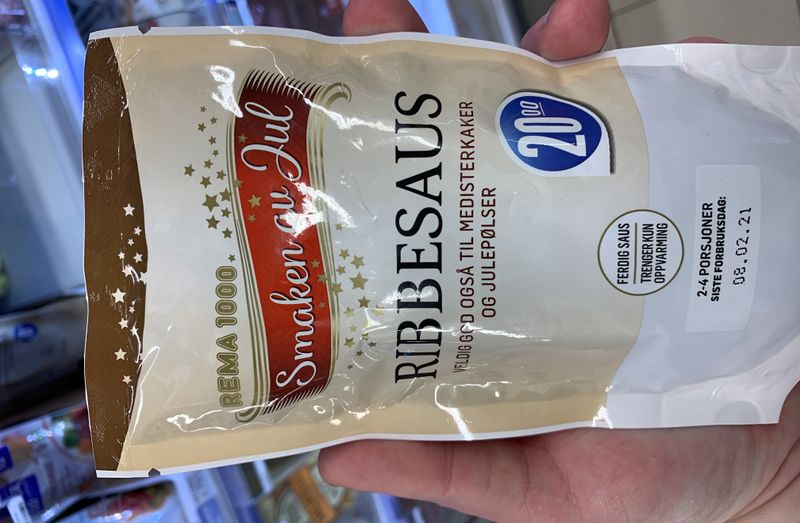 REMA 1000
Smaken av Jul
RIBBESAUS
VELDIG GOD OGSÅ TIL MEDISTERKAKER
OG JULEPØLSER
20.00
FERDIG SAUS
TRENGER KUN
OPPVARMING
2-4 PORSJONER
SISTE FORBRUKSDAG:
08.02.21